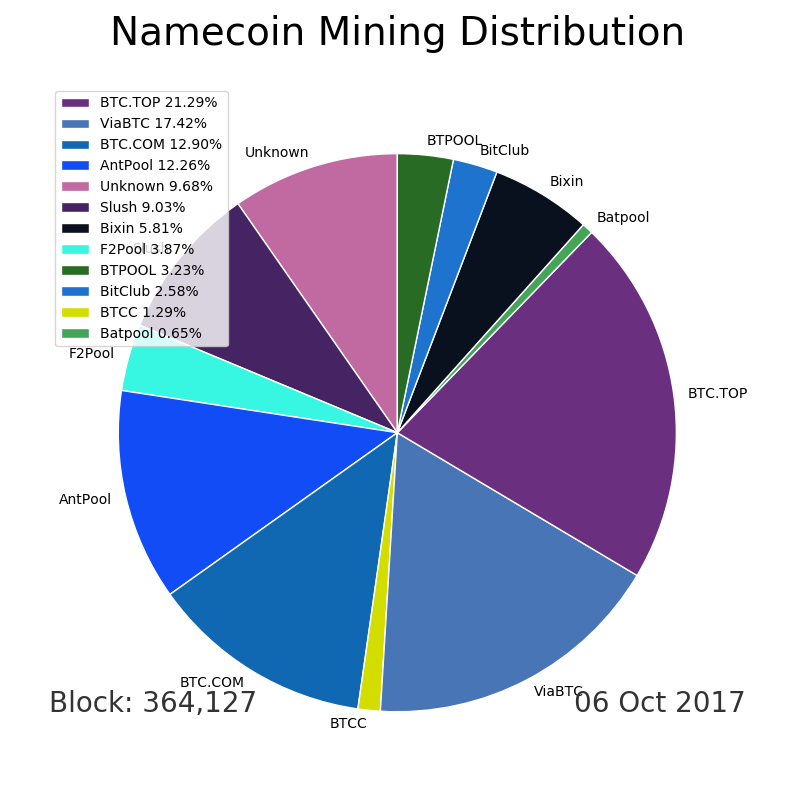 Namecoin Mining Distribution
BTC.TOP 21.29%
ViaBTC 17.42%
BTC.COM 12.90%
AntPool 12.26%
Unknown 9.68%
Slush 9.03%
Bixin 5.81%
F2Pool 3.87%
BTPOOL 3.23%
BitClub 2.58%
BTCC 1.29%
Batpool 0.65%
Unknown
BTPOOL
BitClub
Bixin
Batpool
BTC.TOP
ViaBTC
BTCC
BTC.COM
AntPool
F2Pool
Block: 364,127
06 Oct 2017